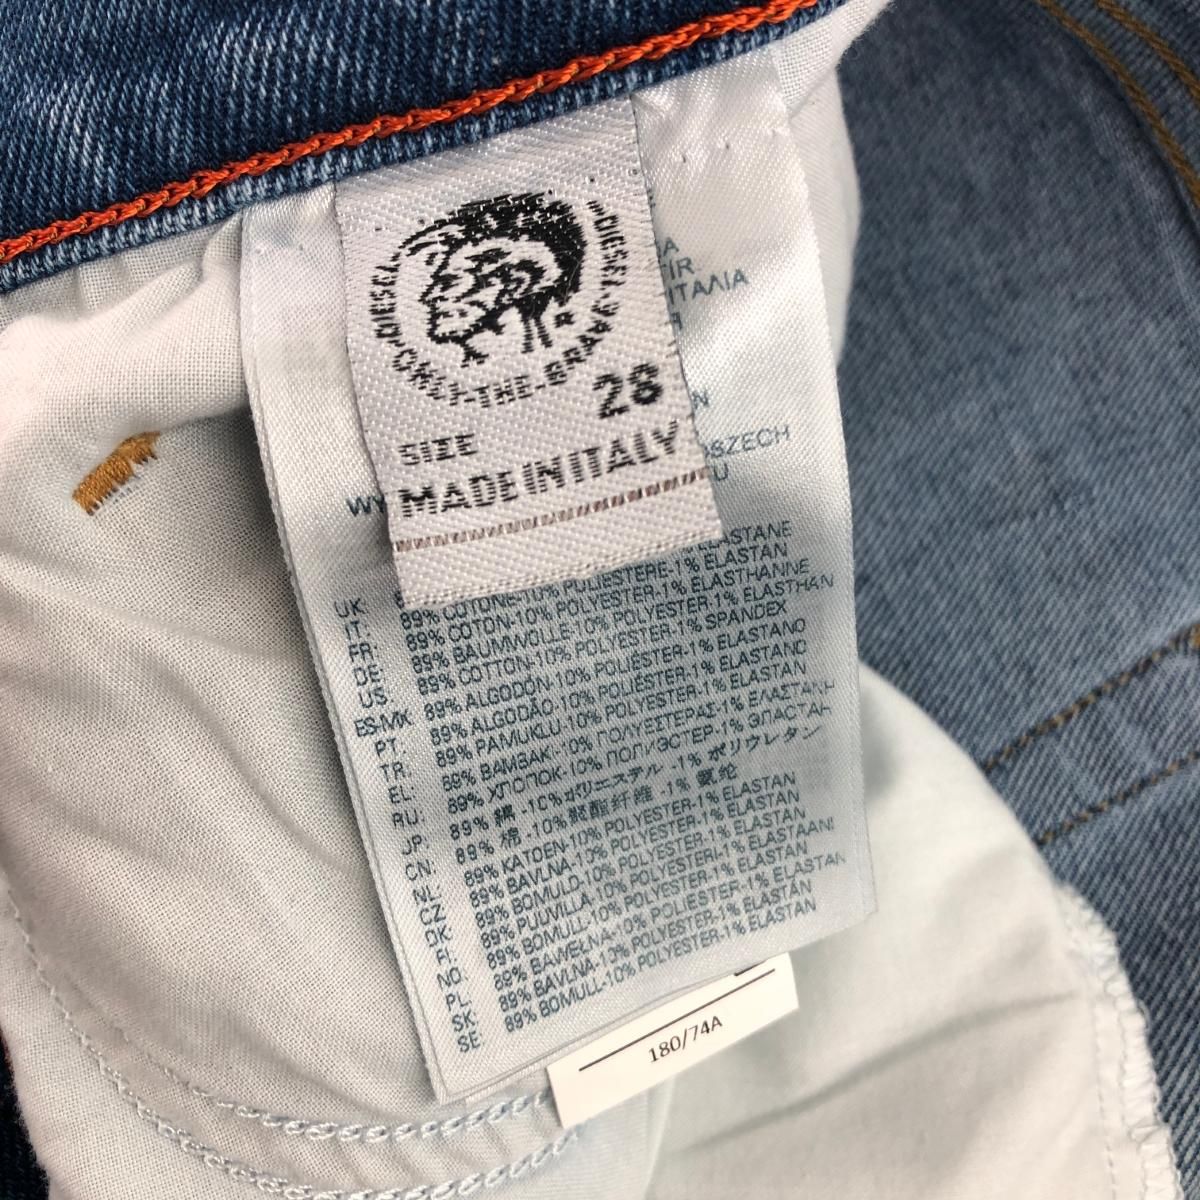 DIESEL
ONLY-THE-BRAVE
DIESEL
28
SIZE
MADE IN ITALY
ITAΛIA
UK:
IT:
FR:
DE:
US:
ES.MX
PT:
TR:
EL:
RU:
JP:
CN:
NL:
CZ:
DK:
FI:
NO:
PL:
SK:
SE:
ELASTANE
89% COTONE-10% POLIESTERE-1% ELASTAN
89% COTON-10% POLYESTER-1% ELASTHANNE
89% BAUMWOLLE-10% POLYESTER-1% ELASTHAN
89% COTTON-10% POLYESTER-1% SPANDEX
89% ALGODÓN-10% POLIÉSTER-1% ELASTANO
89% ALGODÃO-10% POLIÉSTER-1% ELASTANO
89% PAMUKLU-10% POLYESTER-1% ELASTAN
89% ΒΑΜΒΑΚ-10% ΠΟΛΥΕΣΤΕΡΑΣ-1% ΕΛΑΣΤΑΝΗ
89% ХЛОПОК-10% ПОЛИЭСТЕР-1% ЭЛАСТАН
89% 綿 -10% ポリエステル -1% ポリウレタン
89% 棉 -10% 聚酯纤维 -1% 氨纶
89% KATOEN-10% POLYESTER-1% ELASTAN
89% BAVLNA-10% POLYESTER-1% ELASTAN
89% BOMULD-10% POLYESTER-1% ELASTAN
89% PUUVILLA-10% POLYESTERI-1% ELASTAANI
89% BOMULL-10% POLYESTER-1% ELASTAN
89% BAWEŁNA-10% POLIESTER-1% ELASTAN
89% BAVLNA-10% POLYESTER-1% ELASTÁN
89% BOMULL-10% POLYESTER-1% ELASTAN
180/74A